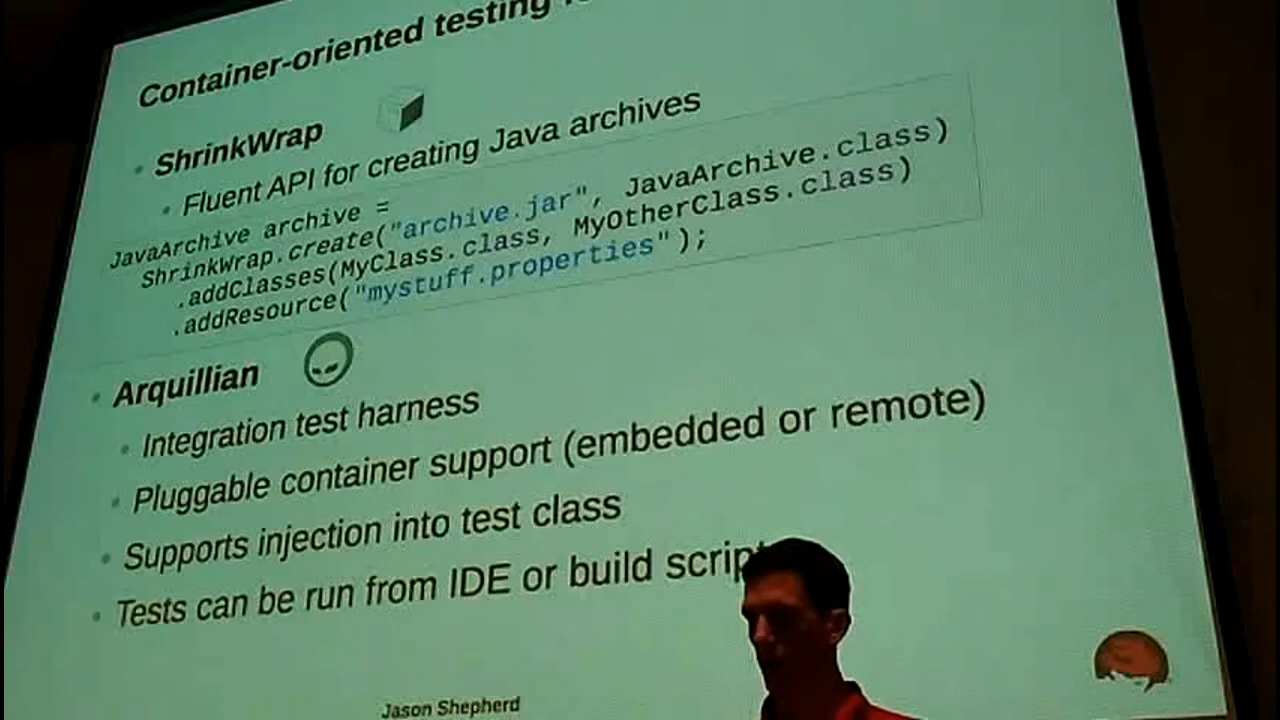 Container-oriented testing
ShrinkWrap
Fluent API for creating Java archives
JavaArchive archive =
ShrinkWrap.create("archive.jar", JavaArchive.class)
.addClasses(MyClass.class, MyOtherClass.class)
.addResource("mystuff.properties");
Arquillian
Integration test harness
Pluggable container support (embedded or remote)
Supports injection into test class
Tests can be run from IDE or build script
Jason Shepherd